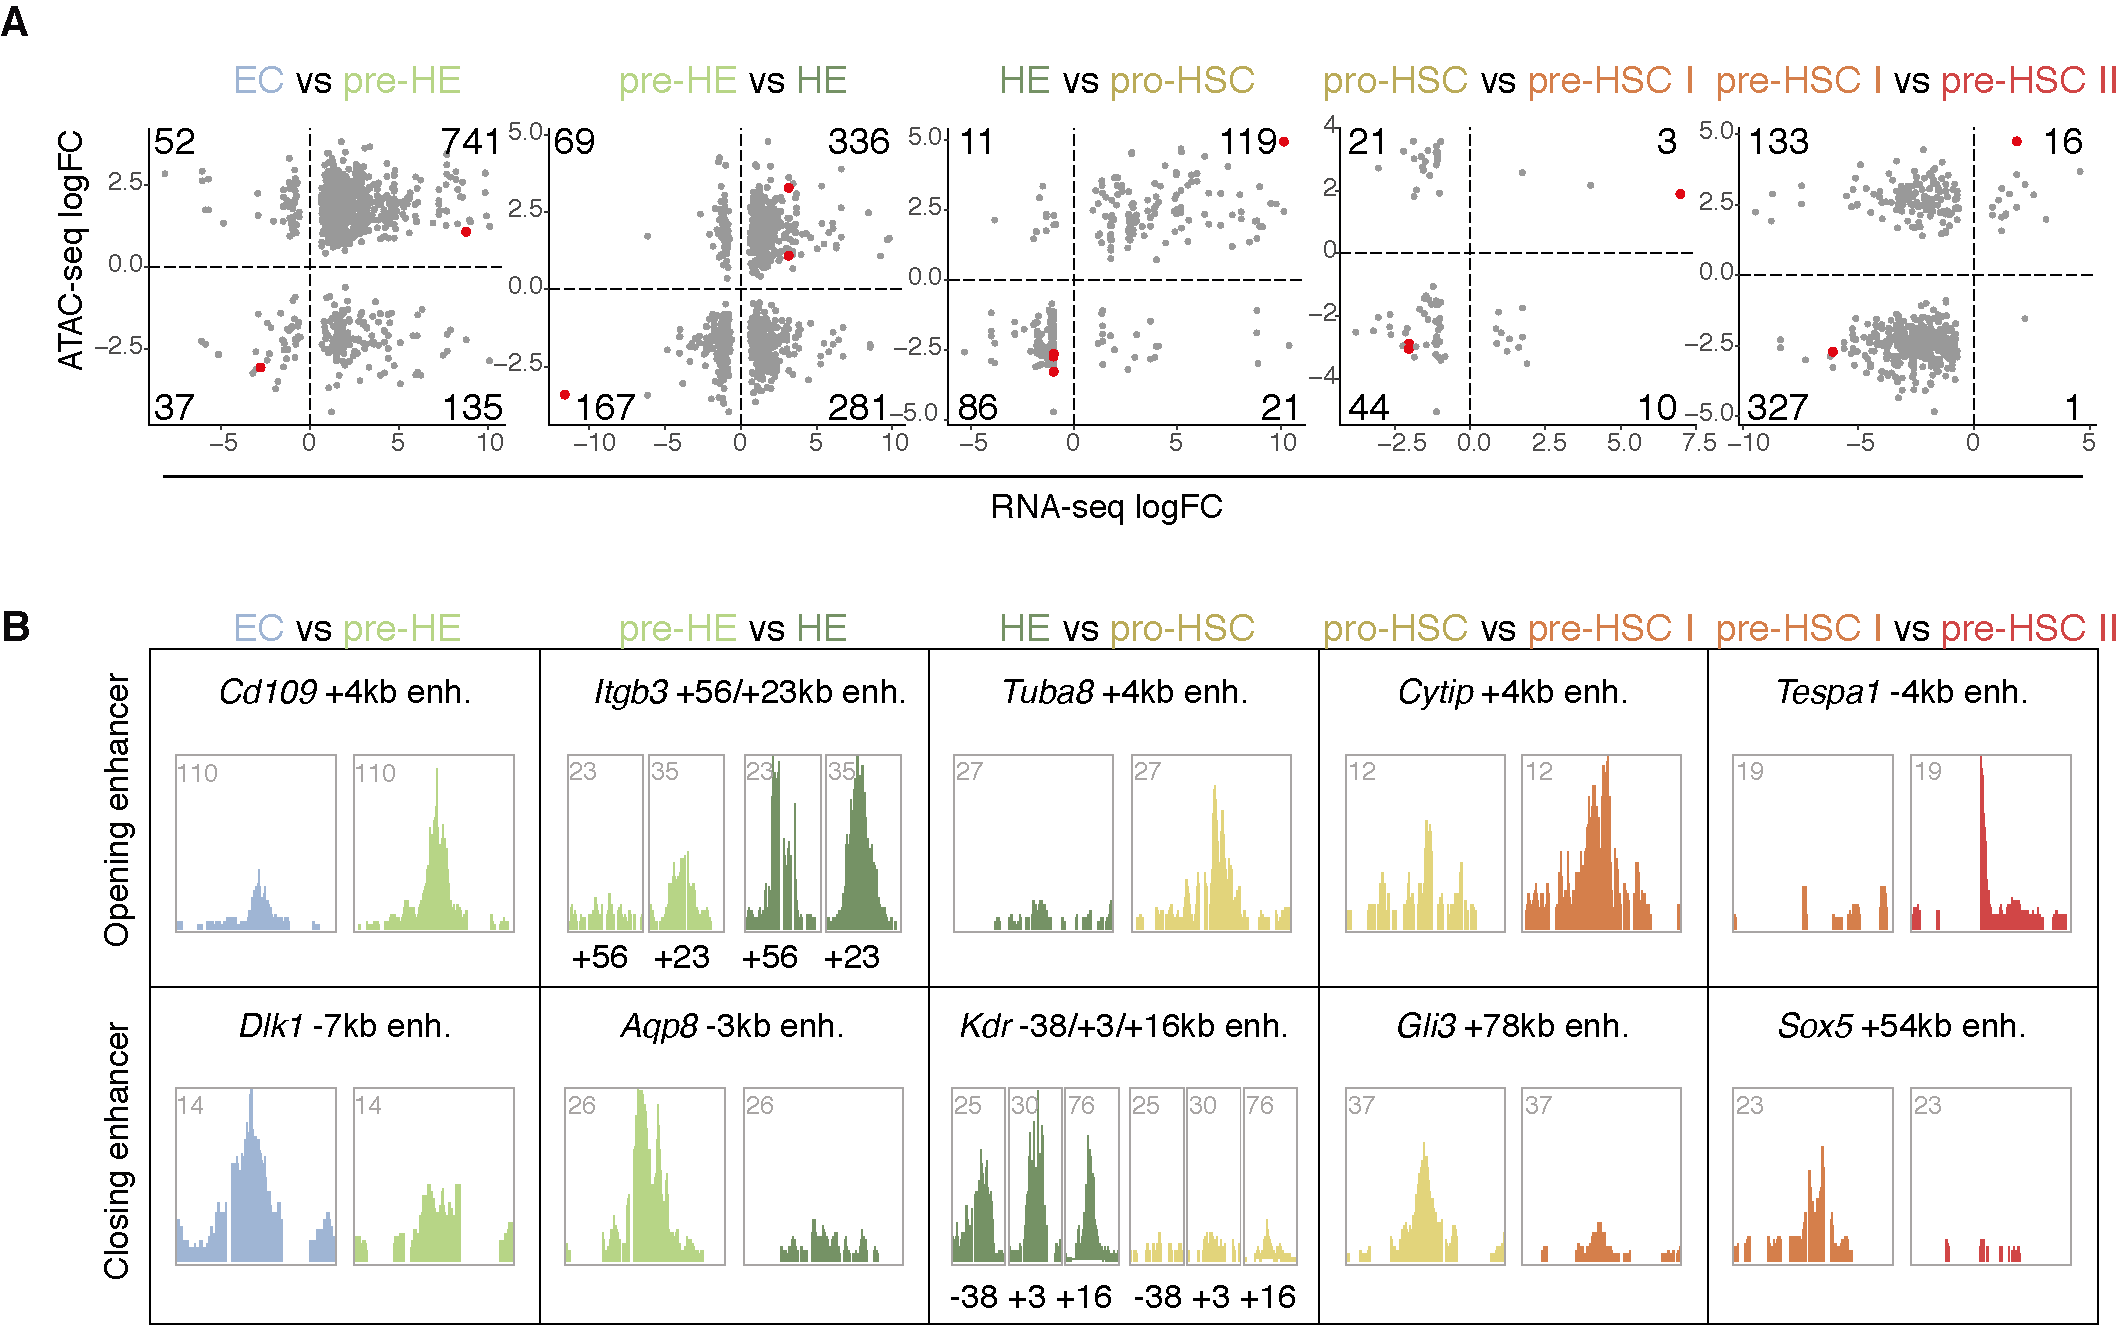 A
EC vs pre-HE
pre-HE vs HE
HE vs pro-HSC
pro-HSC vs pre-HSC I
pre-HSC I vs pre-HSC II
ATAC-seq logFC
52 741
2.5
0.0
−2.5
37 135
−5 0 5 10
5.0 69 336
2.5
0.0
−2.5
167 281
−10 −5 0 5 10
5.0 11 119
2.5
0.0
−2.5
−5.0 86 21
−5 0 5 10
4 21 3
2
0
−2
−4
44 10
−2.5 0.0 2.5 5.0 7.5
5.0 133 16
2.5
0.0
−2.5
−5.0 327 1
−10 −5 0 5
RNA-seq logFC
B
EC vs pre-HE
pre-HE vs HE
HE vs pro-HSC
pro-HSC vs pre-HSC I
pre-HSC I vs pre-HSC II
Opening enhancer
Cd109 +4kb enh.
110 110
Itgb3 +56/+23kb enh.
23 35 23 35
+56 +23 +56 +23
Tuba8 +4kb enh.
27 27
Cytip +4kb enh.
12 12
Tespa1 -4kb enh.
19 19
Closing enhancer
Dlk1 -7kb enh.
14 14
Aqp8 -3kb enh.
26 26
Kdr -38/+3/+16kb enh.
25 30 76 25 30 76
-38 +3 +16 -38 +3 +16
Gli3 +78kb enh.
37 37
Sox5 +54kb enh.
23 23